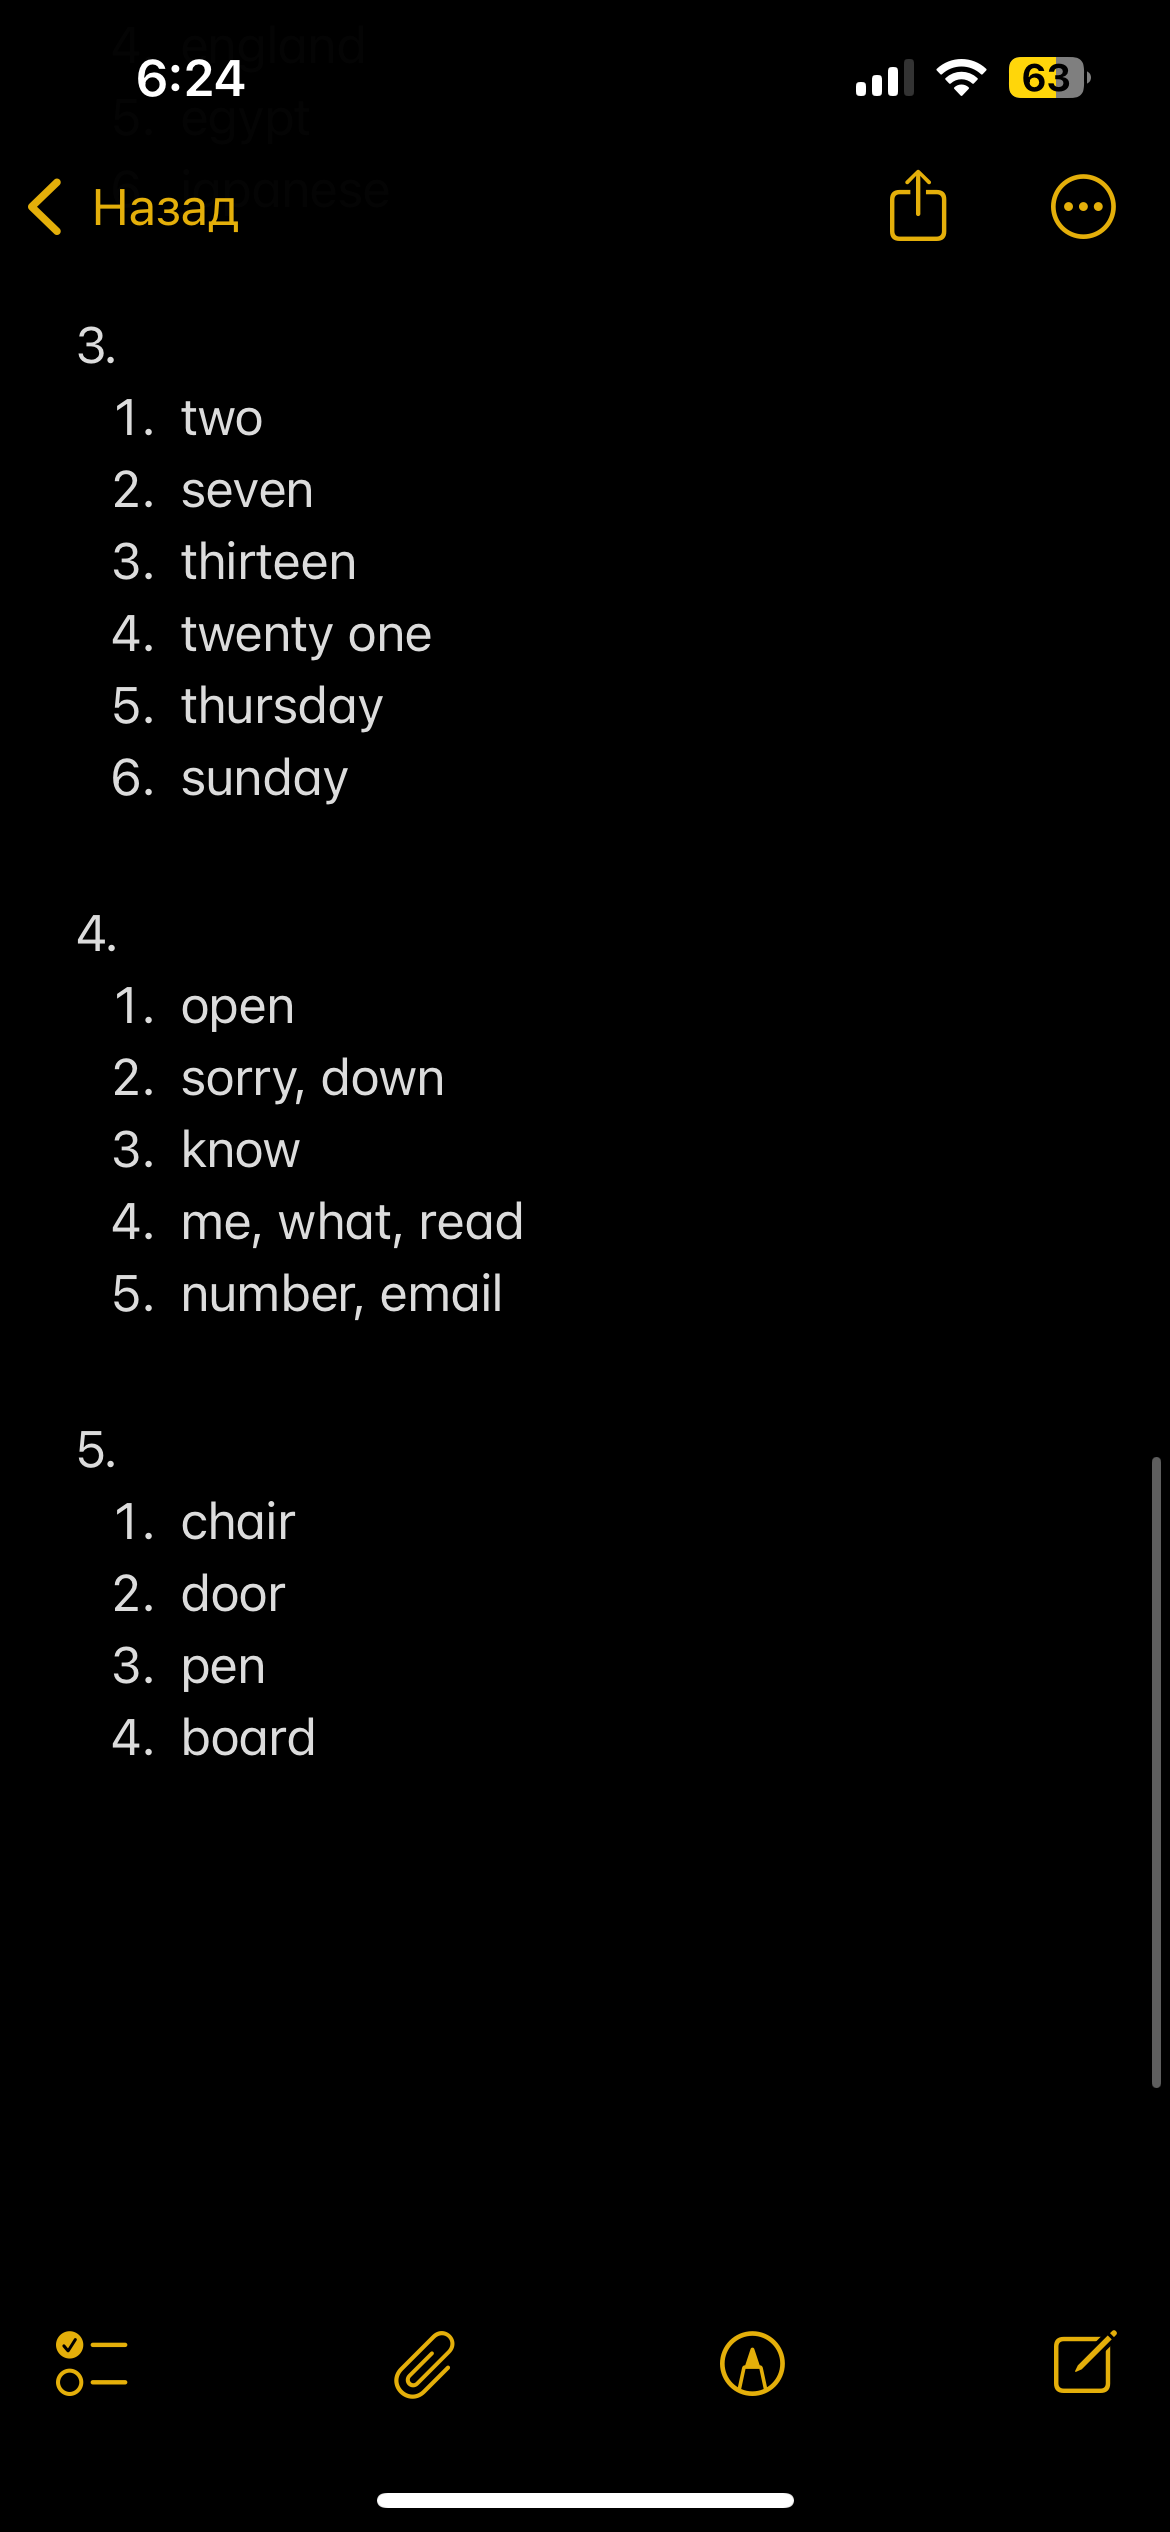 4. england
6:24
63
5. egypt
6. japanese
Назад
3.
1. two
2. seven
3. thirteen
4. twenty one
5. thursday
6. sunday
4.
1. open
2. sorry, down
3. know
4. me, what, read
5. number, email
5.
1. chair
2. door
3. pen
4. board